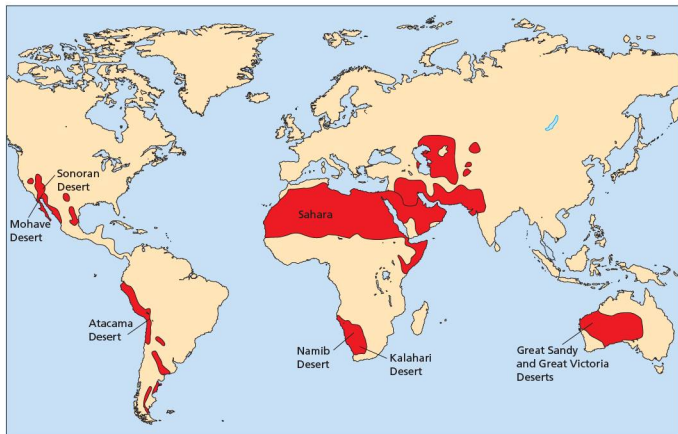 Sonoran
Desert
Mohave
Desert
Sahara
Atacama
Desert
Namib
Desert
Kalahari
Desert
Great Sandy
and Great Victoria
Deserts